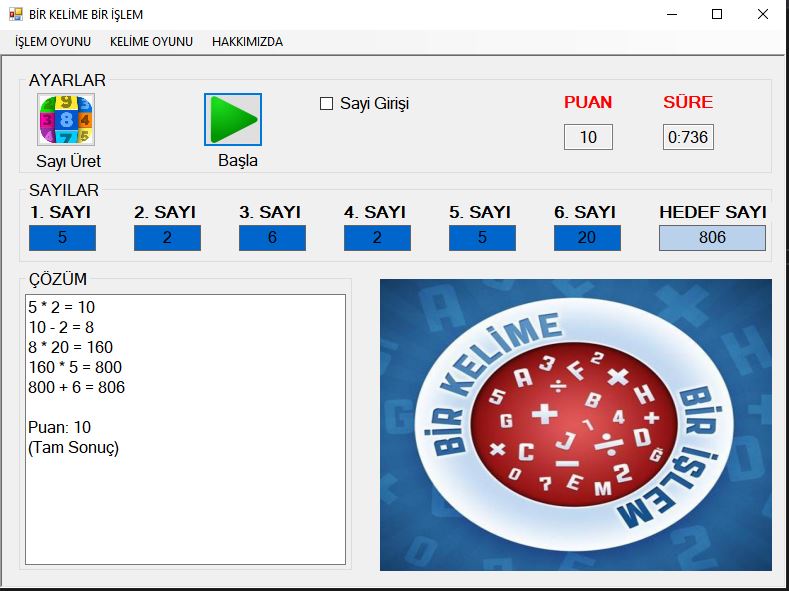 BİR KELİME BİR İŞLEM
İŞLEM OYUNU KELİME OYUNU HAKKIMIZDA
AYARLAR
Sayı Üret
Başla
Sayi Girişi
PUAN
10
SÜRE
0:736
SAYILAR
1. SAYI 2. SAYI 3. SAYI 4. SAYI 5. SAYI 6. SAYI HEDEF SAYI
5 2 6 2 5 20 806
ÇÖZÜM
5 * 2 = 10
10 - 2 = 8
8 * 20 = 160
160 * 5 = 800
800 + 6 = 806
Puan: 10
(Tam Sonuç)
BİR KELİME
BİR İŞLEM